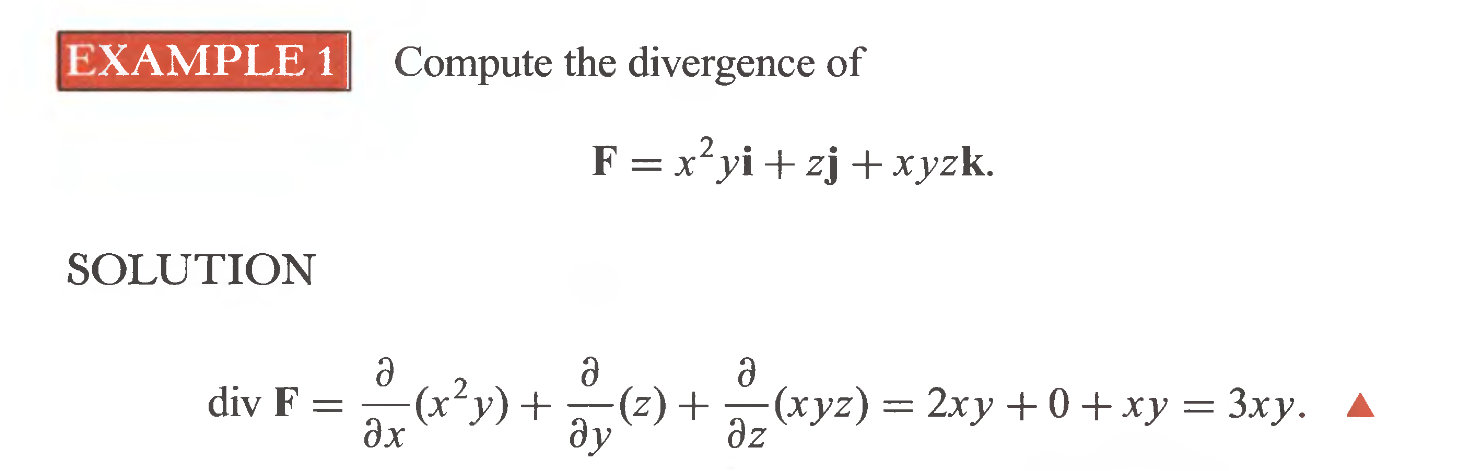 EXAMPLE 1 Compute the divergence of
F = x²yi + zj + xyzk.
SOLUTION
div F = ∂/∂x (x²y) + ∂/∂y (z) + ∂/∂z (xyz) = 2xy + 0 + xy = 3xy. ▲